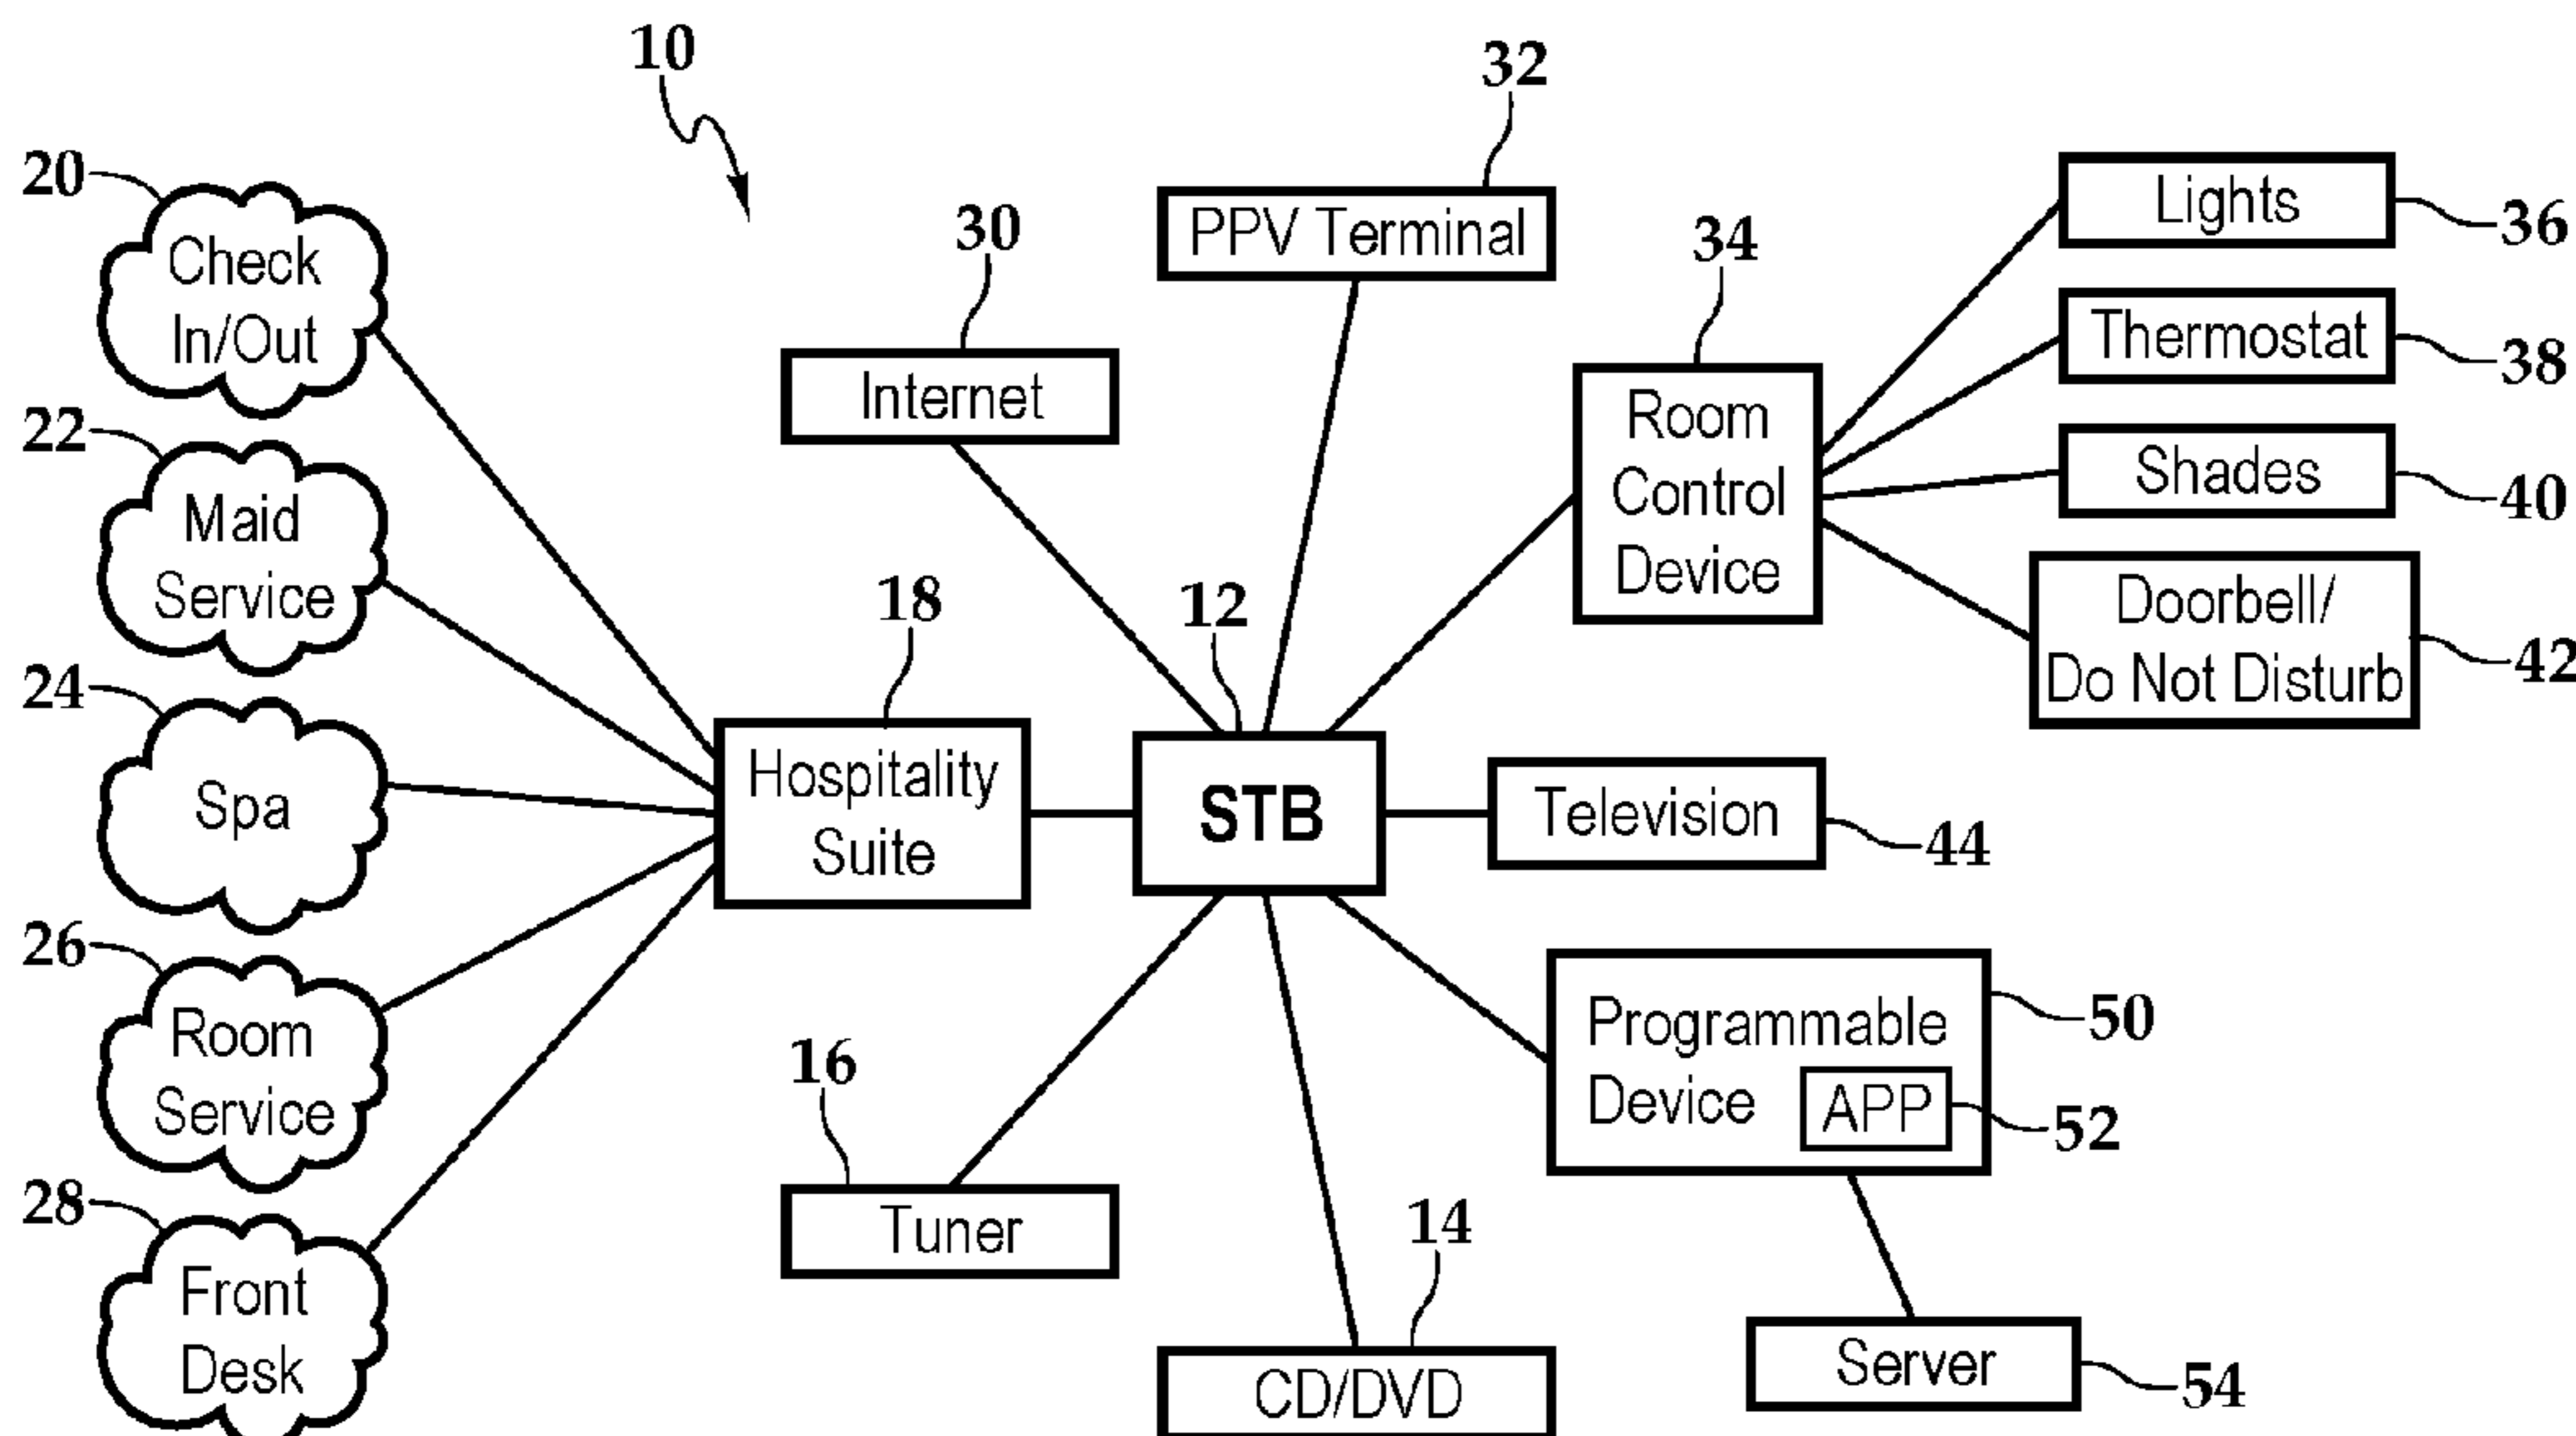 10
32
20
Check
In/Out
30
PPV Terminal
34
Lights
36
Internet
Thermostat
38
Room
Control
Device
Shades
40
22
Maid
Service
18
12
Doorbell/
Do Not Disturb
42
24
Spa
Hospitality
Suite
STB
Television
44
26
Room
Service
16
Programmable
Device
50
APP
52
28
Front
Desk
Tuner
14
CD/DVD
Server
54